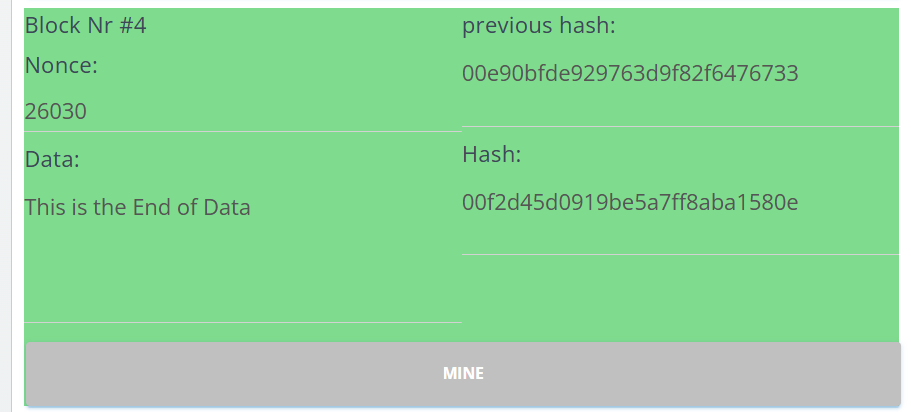 Block Nr #4
Nonce:
26030
Data:
This is the End of Data
previous hash:
00e90bfde929763d9f82f6476733
Hash:
00f2d45d0919be5a7ff8aba1580e
MINE